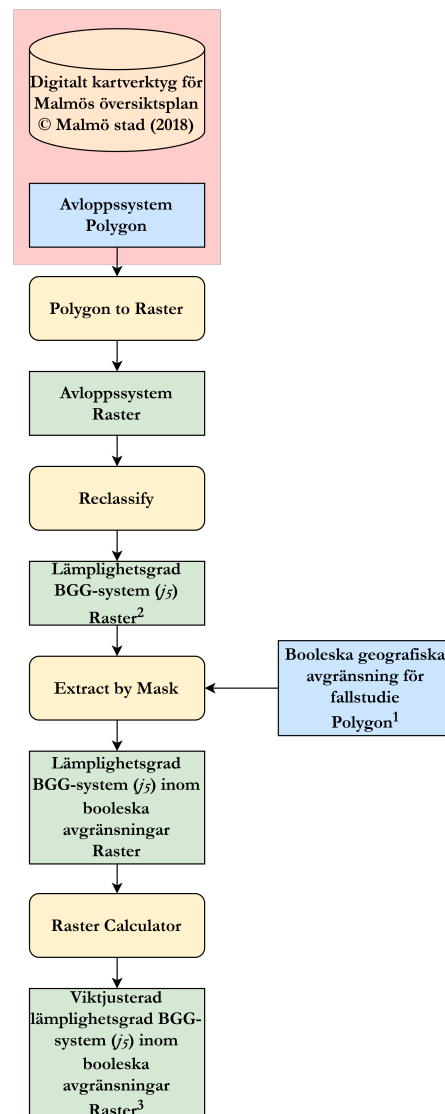 Digitalt kartverktyg för
Malmös översiktsplan
© Malmö stad (2018)
Avloppssystem
Polygon
Polygon to Raster
Avloppssystem
Raster
Reclassify
Lämplighetsgrad
BGG-system (j5)
Raster2
Extract by Mask
Booleska geografiska
avgränsning för
fallstudie
Polygon1
Lämplighetsgrad
BGG-system (j5) inom
booleska
avgränsningar
Raster
Raster Calculator
Viktjusterad
lämplighetsgrad BGG-
system (j5) inom
booleska
avgränsningar
Raster3